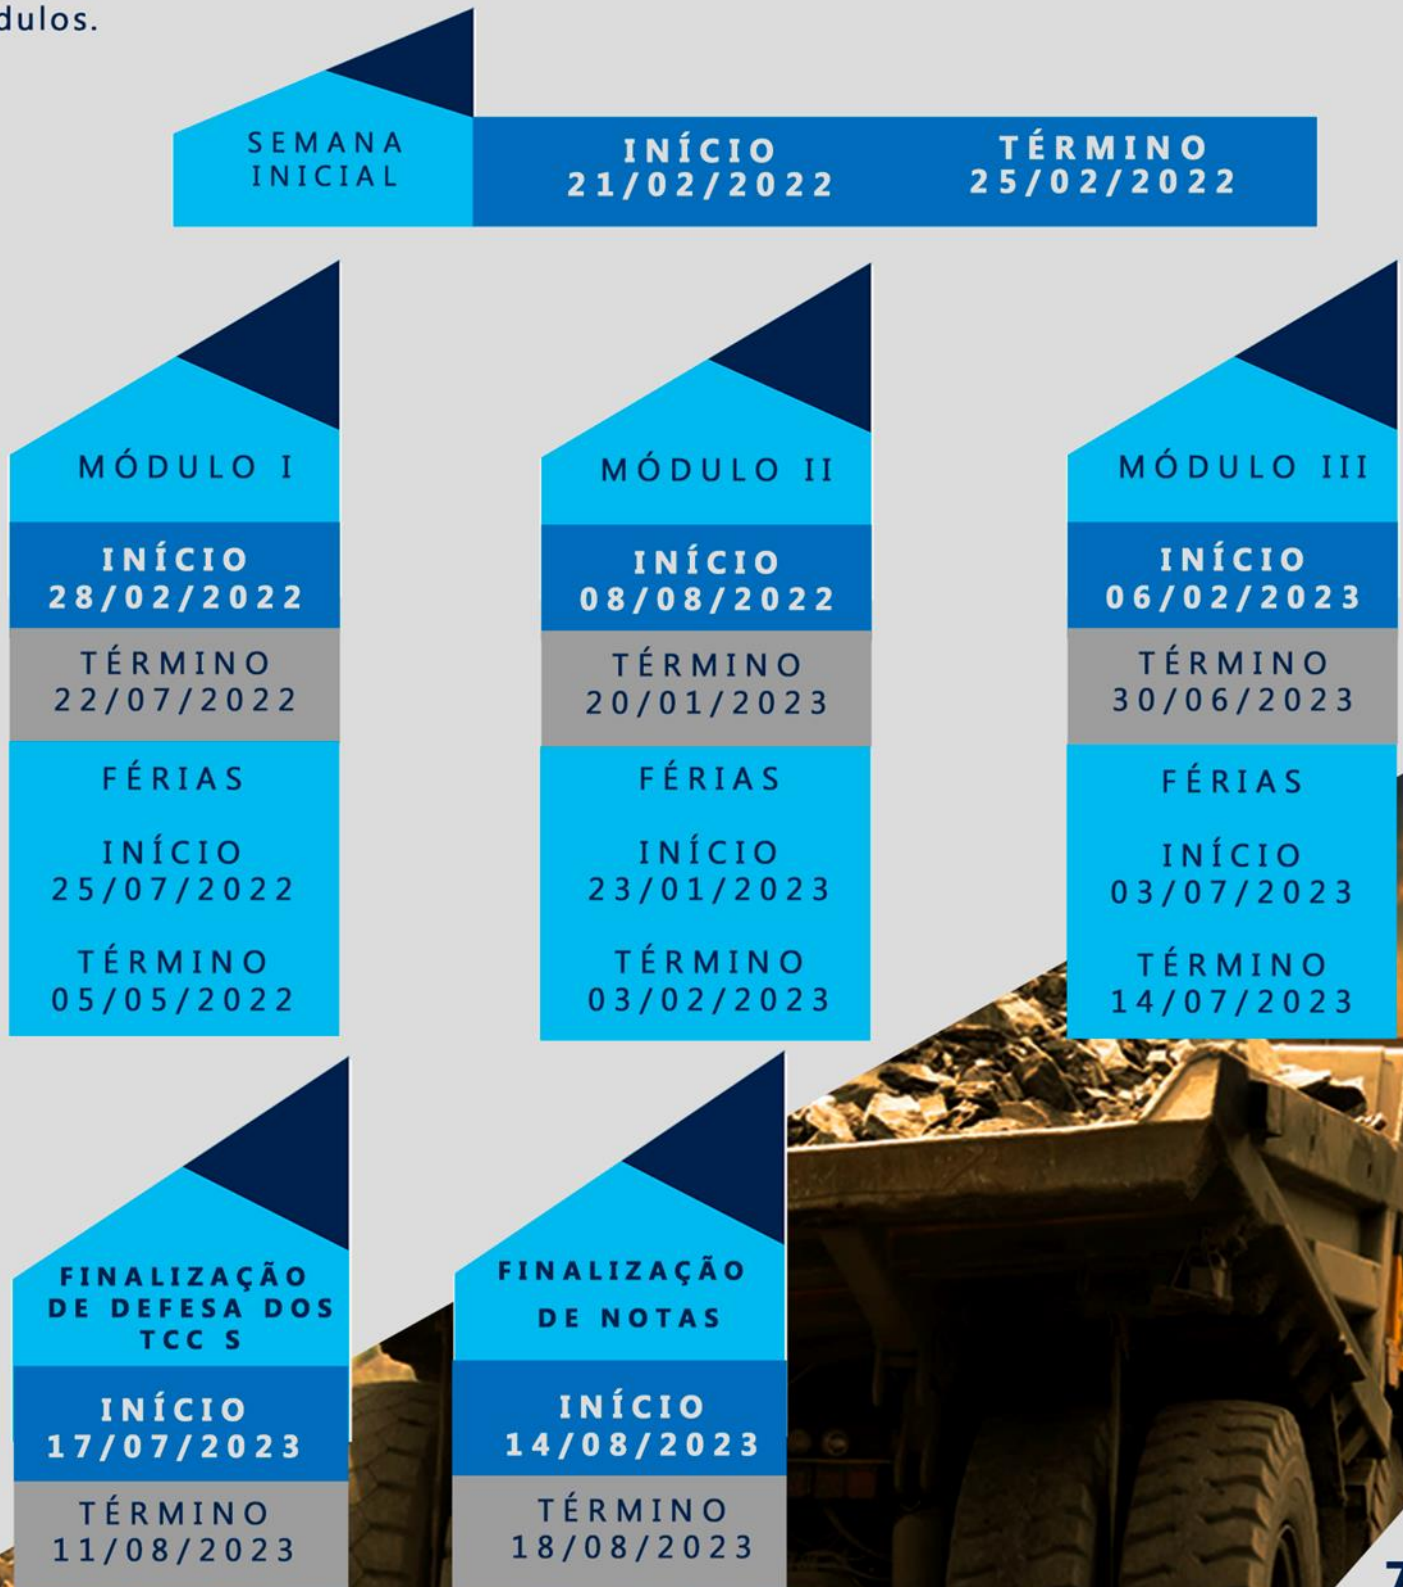 dulos.
SEMANA
INICIAL
INÍCIO
21/02/2022
TÉRMINO
25/02/2022
MÓDULO I
INÍCIO
28/02/2022
TÉRMINO
22/07/2022
FÉRIAS
INÍCIO
25/07/2022
TÉRMINO
05/05/2022
MÓDULO II
INÍCIO
08/08/2022
TÉRMINO
20/01/2023
FÉRIAS
INÍCIO
23/01/2023
TÉRMINO
03/02/2023
MÓDULO III
INÍCIO
06/02/2023
TÉRMINO
30/06/2023
FÉRIAS
INÍCIO
03/07/2023
TÉRMINO
14/07/2023
FINALIZAÇÃO
DE DEFESA DOS
TCC S
INÍCIO
17/07/2023
TÉRMINO
11/08/2023
FINALIZAÇÃO
DE NOTAS
INÍCIO
14/08/2023
TÉRMINO
18/08/2023
7